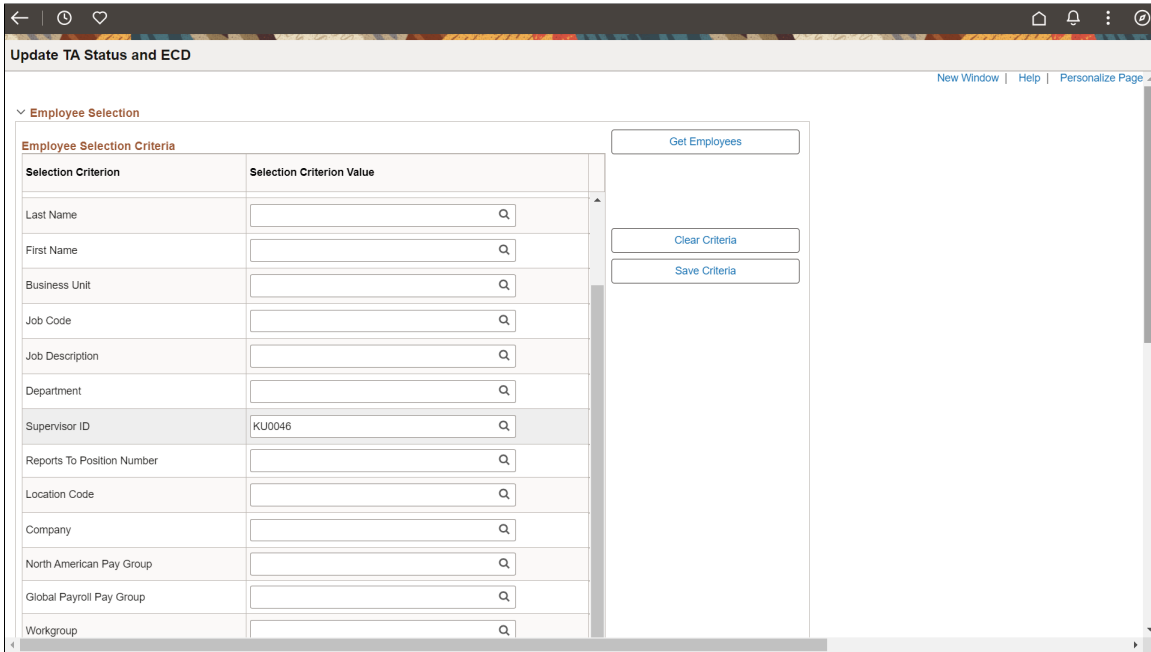 Update TA Status and ECD
New Window | Help | Personalize Page
Employee Selection
Employee Selection Criteria
Get Employees
Selection Criterion Selection Criterion Value
Last Name
First Name
Clear Criteria
Save Criteria
Business Unit
Job Code
Job Description
Department
Supervisor ID KU0046
Reports To Position Number
Location Code
Company
North American Pay Group
Global Payroll Pay Group
Workgroup